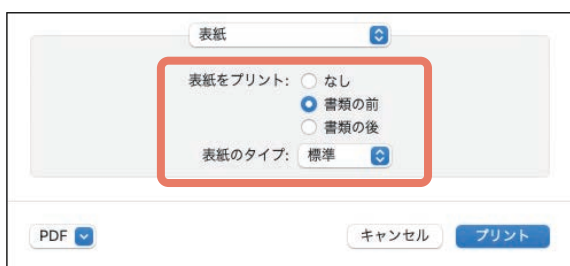 表紙
表紙をプリント: なし
書類の前
書類の後
表紙のタイプ: 標準
PDF キャンセル プリント